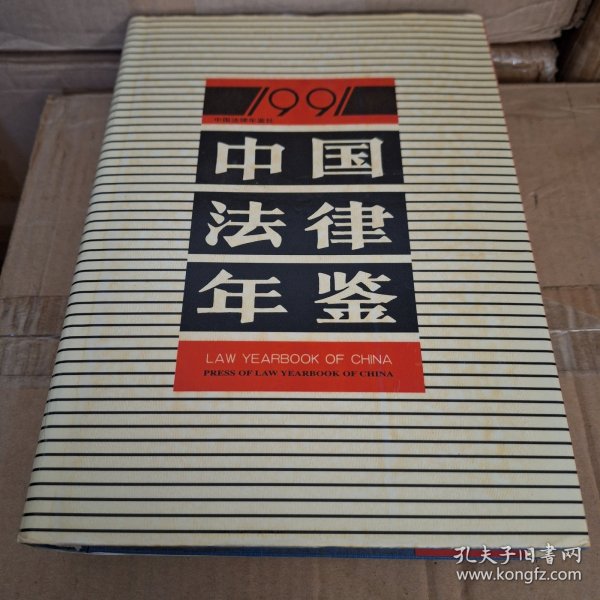 1991
中国法律年鉴社
中国
法律
年鉴
LAW YEARBOOK OF CHINA
PRESS OF LAW YEARBOOK OF CHINA
孔夫子旧书网
www.kongfz.com